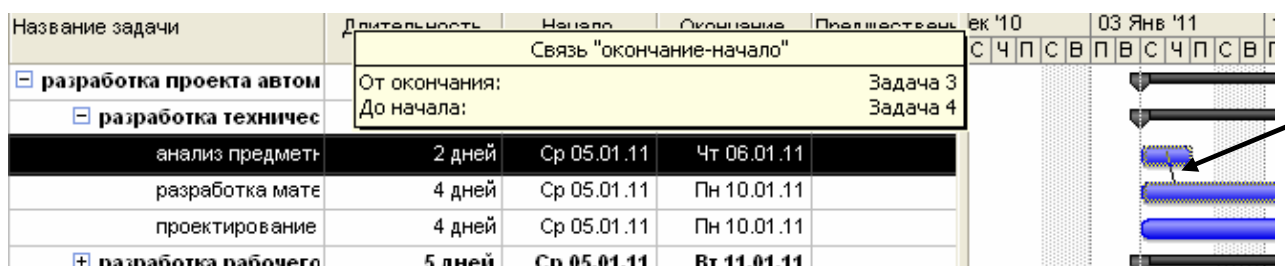 Название задачи Длительность Начало Окончание Предшествень ек '10 03 Янв '11
Связь "окончание-начало"
С Ч П С В П В С Ч П С В П
разработка проекта автом
От окончания: Задача 3
До начала: Задача 4
разработка техничес
анализ предметн 2 дней Ср 05.01.11 Чт 06.01.11
разработка мате 4 дней Ср 05.01.11 Пн 10.01.11
проектирование 4 дней Ср 05.01.11 Пн 10.01.11
разработка рабочего 5 дней Ср 05.01.11 Вт 11.01.11